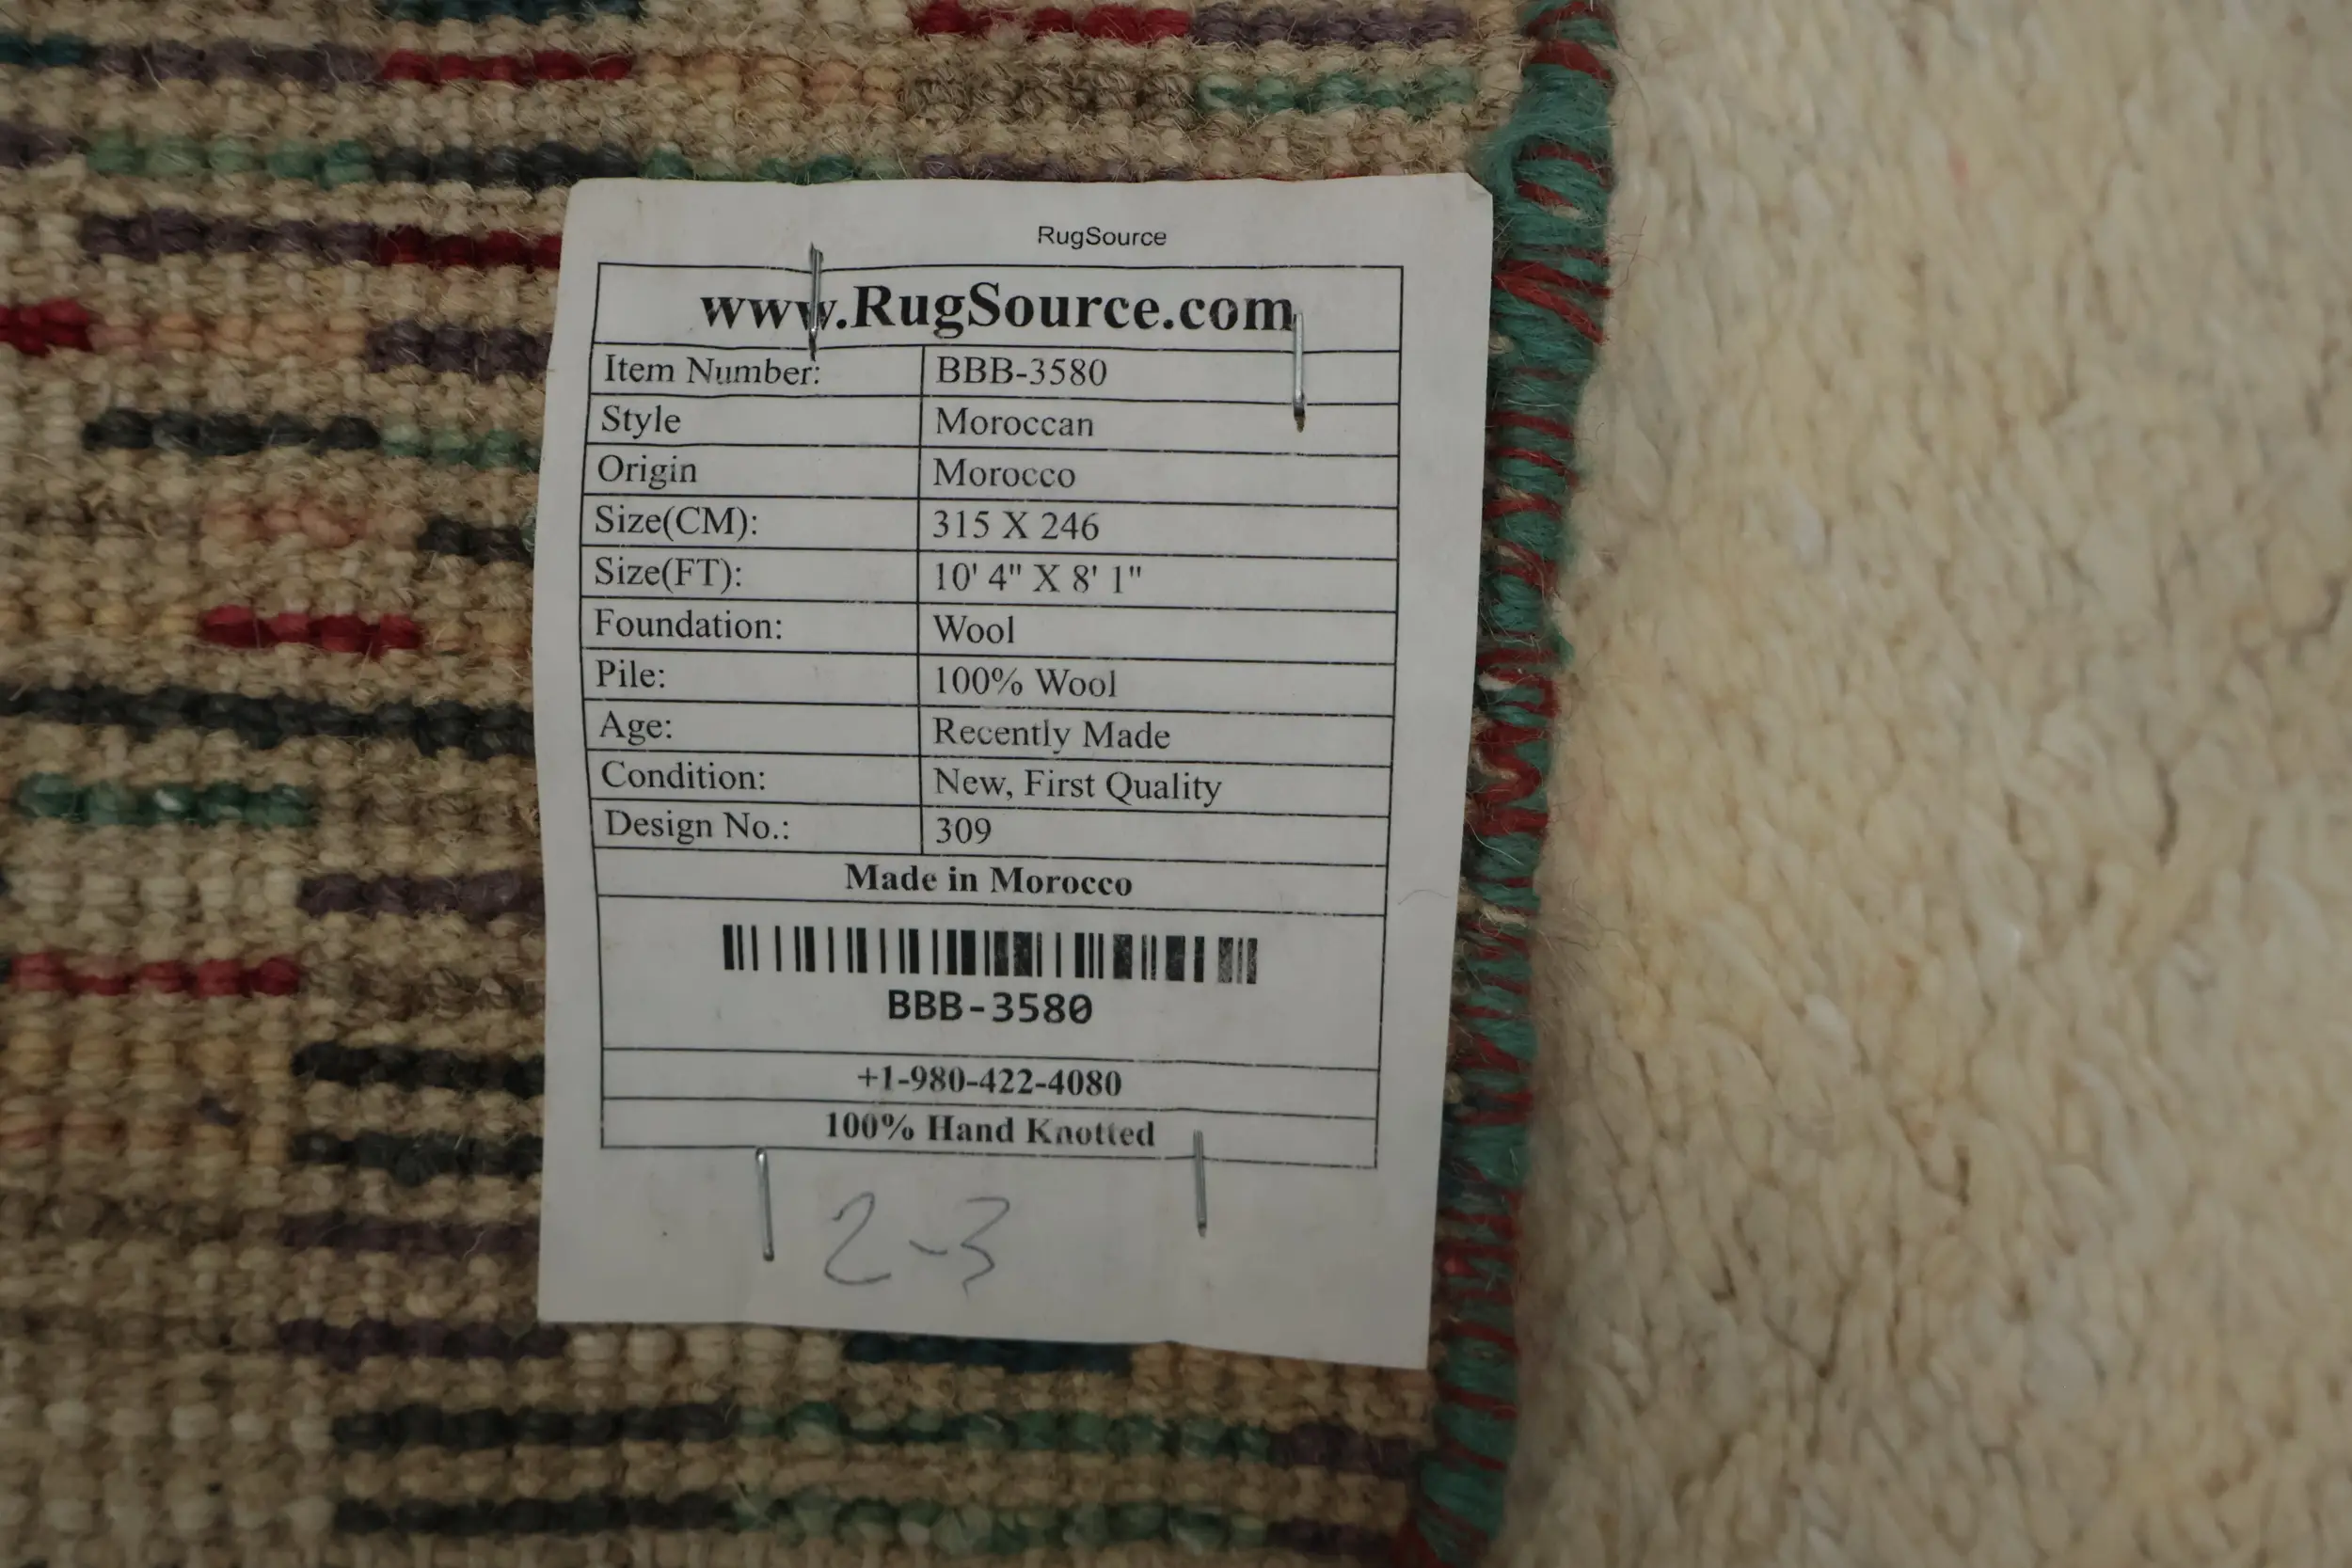 RugSource
www.RugSource.com
Item Number: BBB-3580
Style Moroccan
Origin Morocco
Size(CM): 315 X 246
Size(FT): 10' 4" X 8' 1"
Foundation: Wool
Pile: 100% Wool
Age: Recently Made
Condition: New, First Quality
Design No.: 309
Made in Morocco
BBB-3580
+1-980-422-4080
100% Hand Knotted
2-3